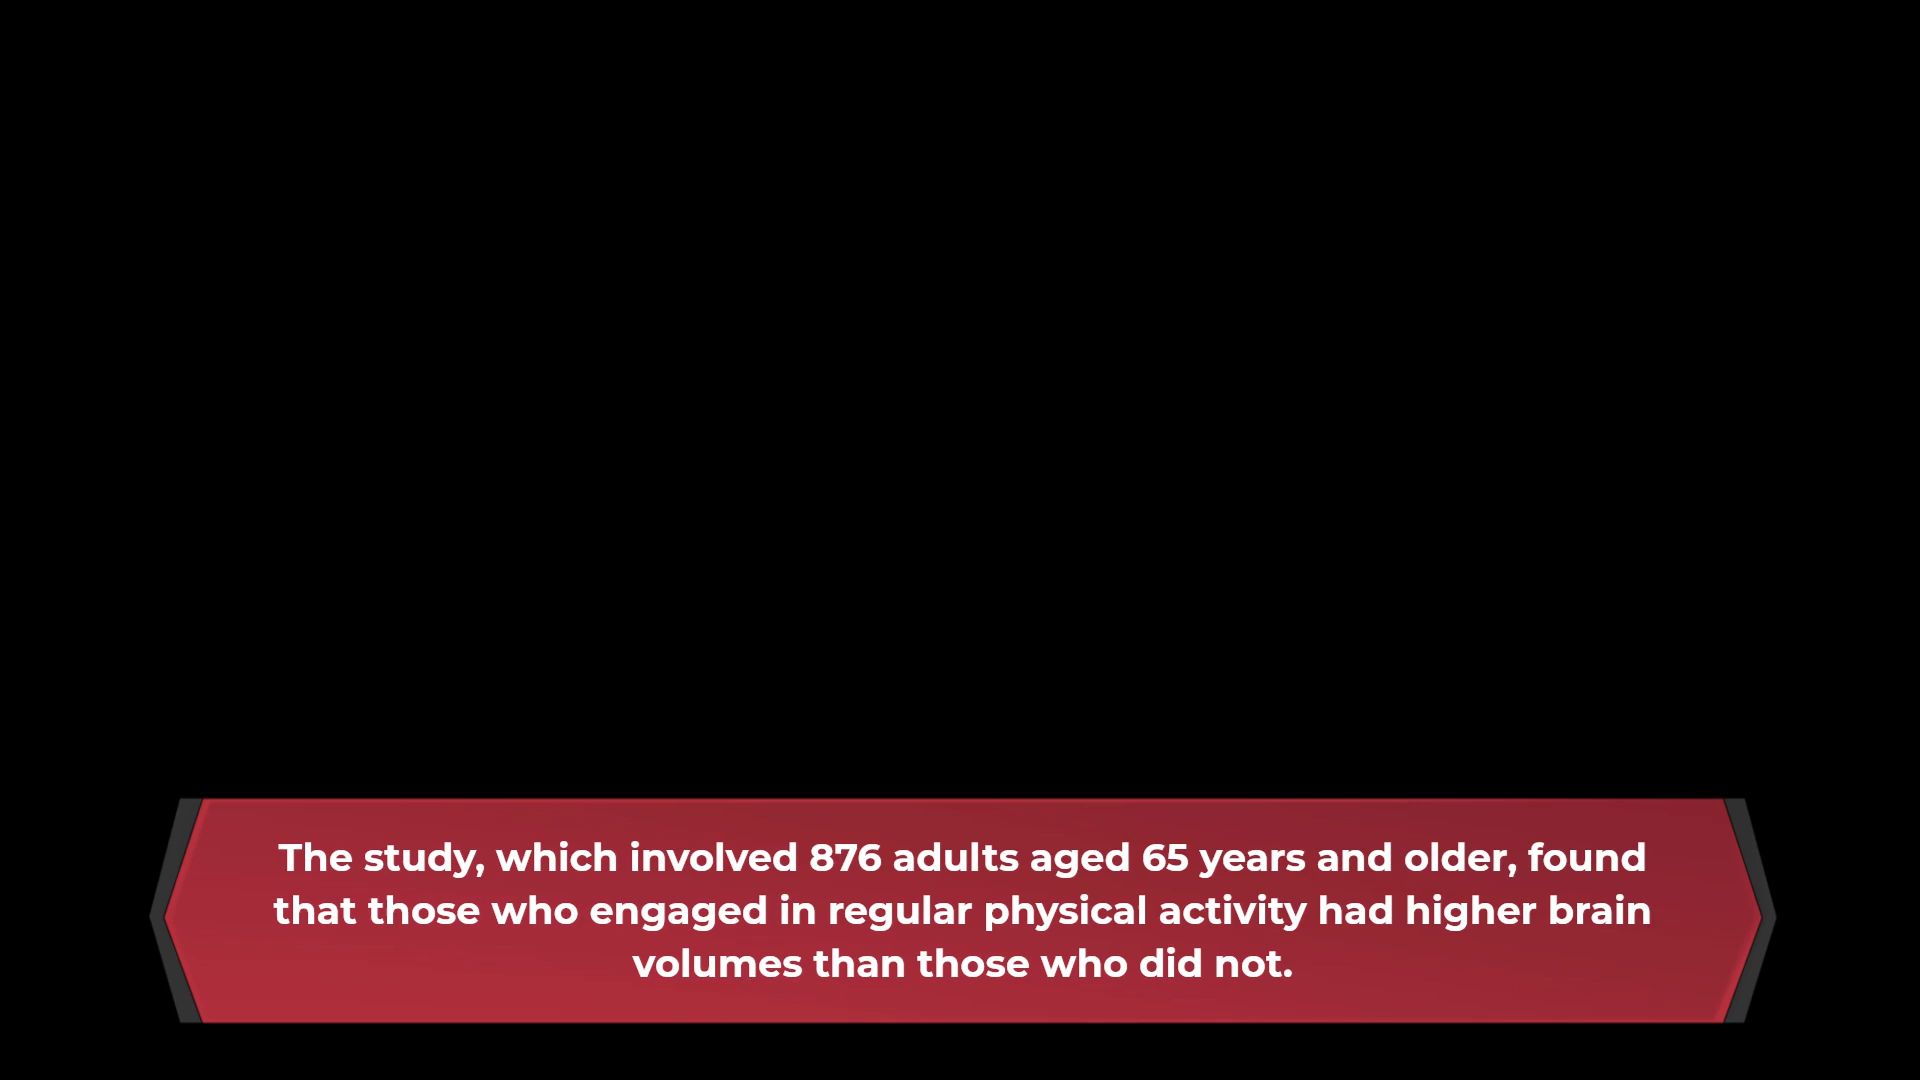 The study, which involved 876 adults aged 65 years and older, found
that those who engaged in regular physical activity had higher brain
volumes than those who did not.